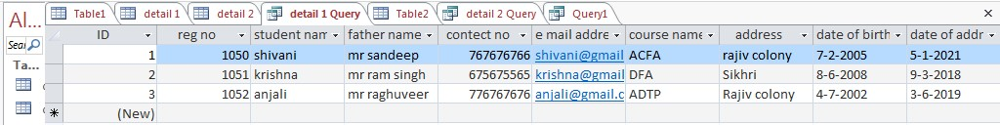 Al...
Table1 detail 1 detail 2 detail 1 Query Table2 detail 2 Query Query1
ID reg no student nam father name contect no e mail addre course name address date of birth date of addr
1 1050 shivani mr sandeep 767676766 shivani@gmail ACFA rajiv colony 7-2-2005 5-1-2021
2 1051 krishna mr ram singh 675675565 krishna@gmail DFA Sikhri 8-6-2008 9-3-2018
3 1052 anjali mr raghuveer 776767676 anjali@gmail.c ADTP Rajiv colony 4-7-2002 3-6-2019
(New)
Sear
Ta...